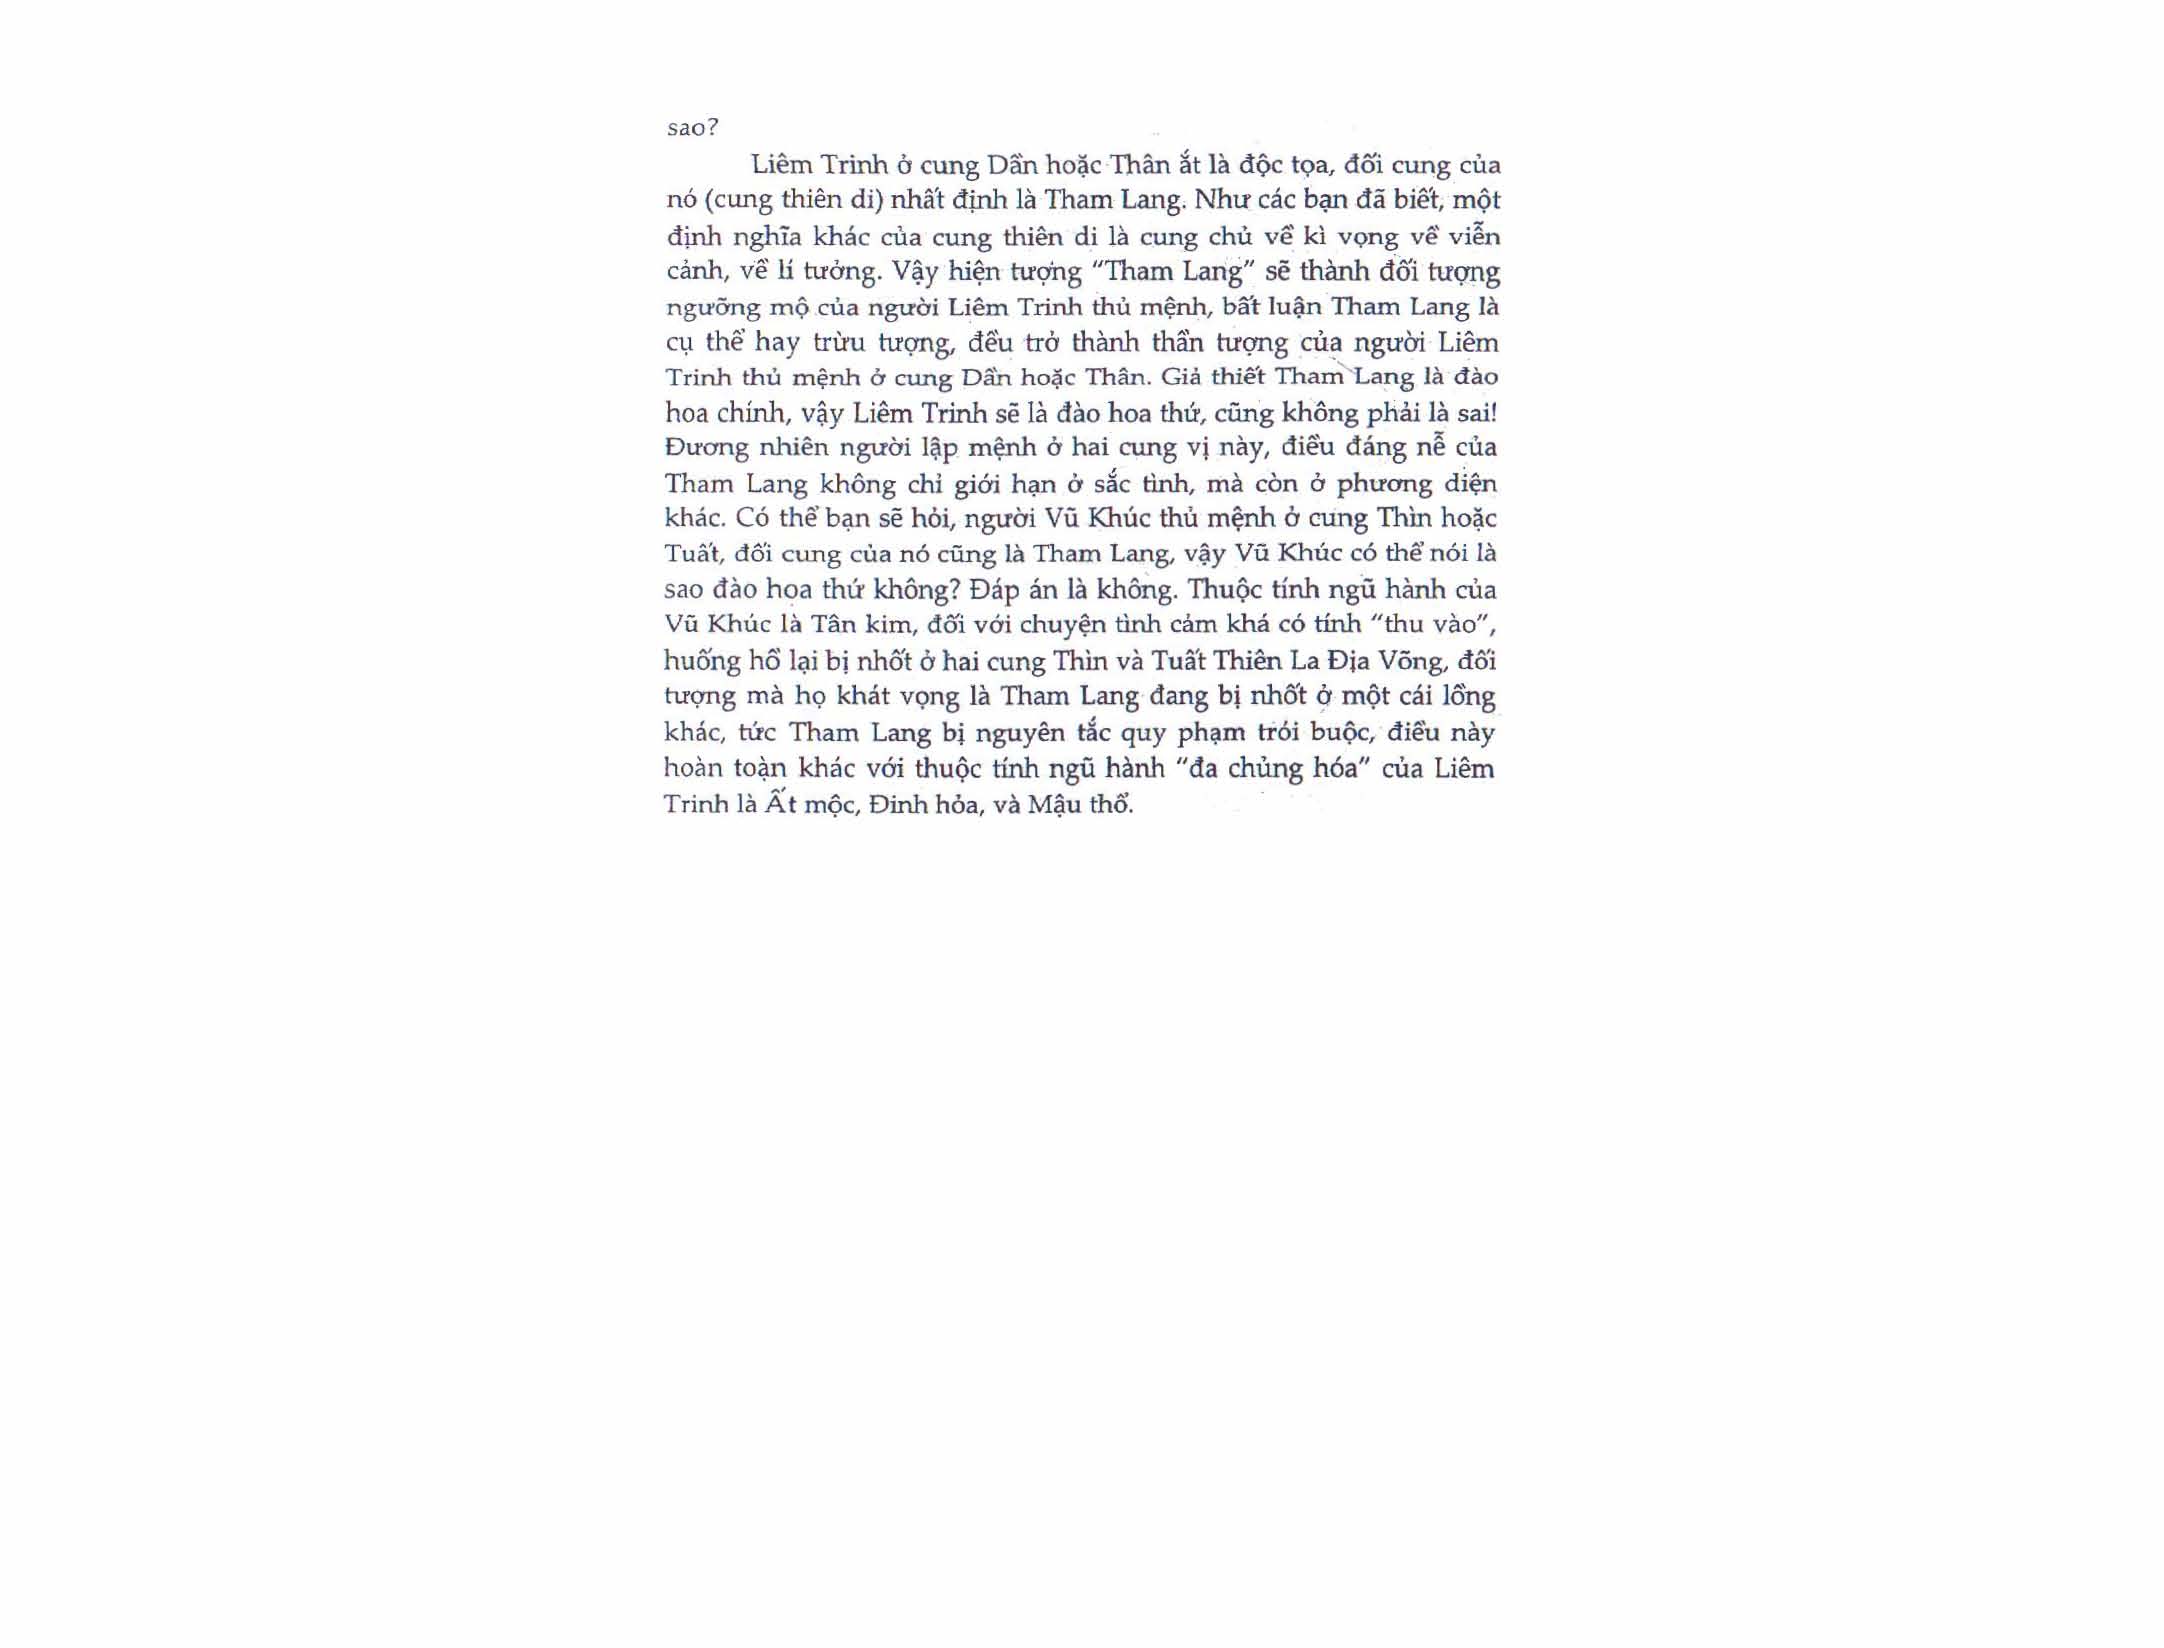 sao?
Liêm Trinh ở cung Dần hoặc Thân ắt là độc tọa, đối cung của
nó (cung thiên di) nhất định là Tham Lang. Như các bạn đã biết, một
định nghĩa khác của cung thiên di là cung chủ về kì vọng về viễn
cảnh, về lí tưởng. Vậy hiện tượng "Tham Lang" sẽ thành đối tượng
ngưỡng mộ của người Liêm Trinh thủ mệnh, bất luận Tham Lang là
cụ thể hay trừu tượng, đều trở thành thần tượng của người Liêm
Trinh thủ mệnh ở cung Dần hoặc Thân. Giả thiết Tham Lang là đào
hoa chính, vậy Liêm Trinh sẽ là đào hoa thứ, cũng không phải là sai!
Đương nhiên người lập mệnh ở hai cung vị này, điều đáng nễ của
Tham Lang không chỉ giới hạn ở sắc tình, mà còn ở phương diện
khác. Có thể bạn sẽ hỏi, người Vũ Khúc thủ mệnh ở cung Thìn hoặc
Tuất, đối cung của nó cũng là Tham Lang, vậy Vũ Khúc có thể nói là
sao đào hoa thứ không? Đáp án là không. Thuộc tính ngũ hành của
Vũ Khúc là Tân kim, đối với chuyện tình cảm khá có tính "thu vào",
huống hồ lại bị nhốt ở hai cung Thìn và Tuất Thiên La Địa Võng, đối
tượng mà họ khát vọng là Tham Lang đang bị nhốt ở một cái lồng
khác, tức Tham Lang bị nguyên tắc quy phạm trói buộc, điều này
hoàn toàn khác với thuộc tính ngũ hành "đa chủng hóa" của Liêm
Trinh là Ất mộc, Đinh hỏa, và Mậu thổ.